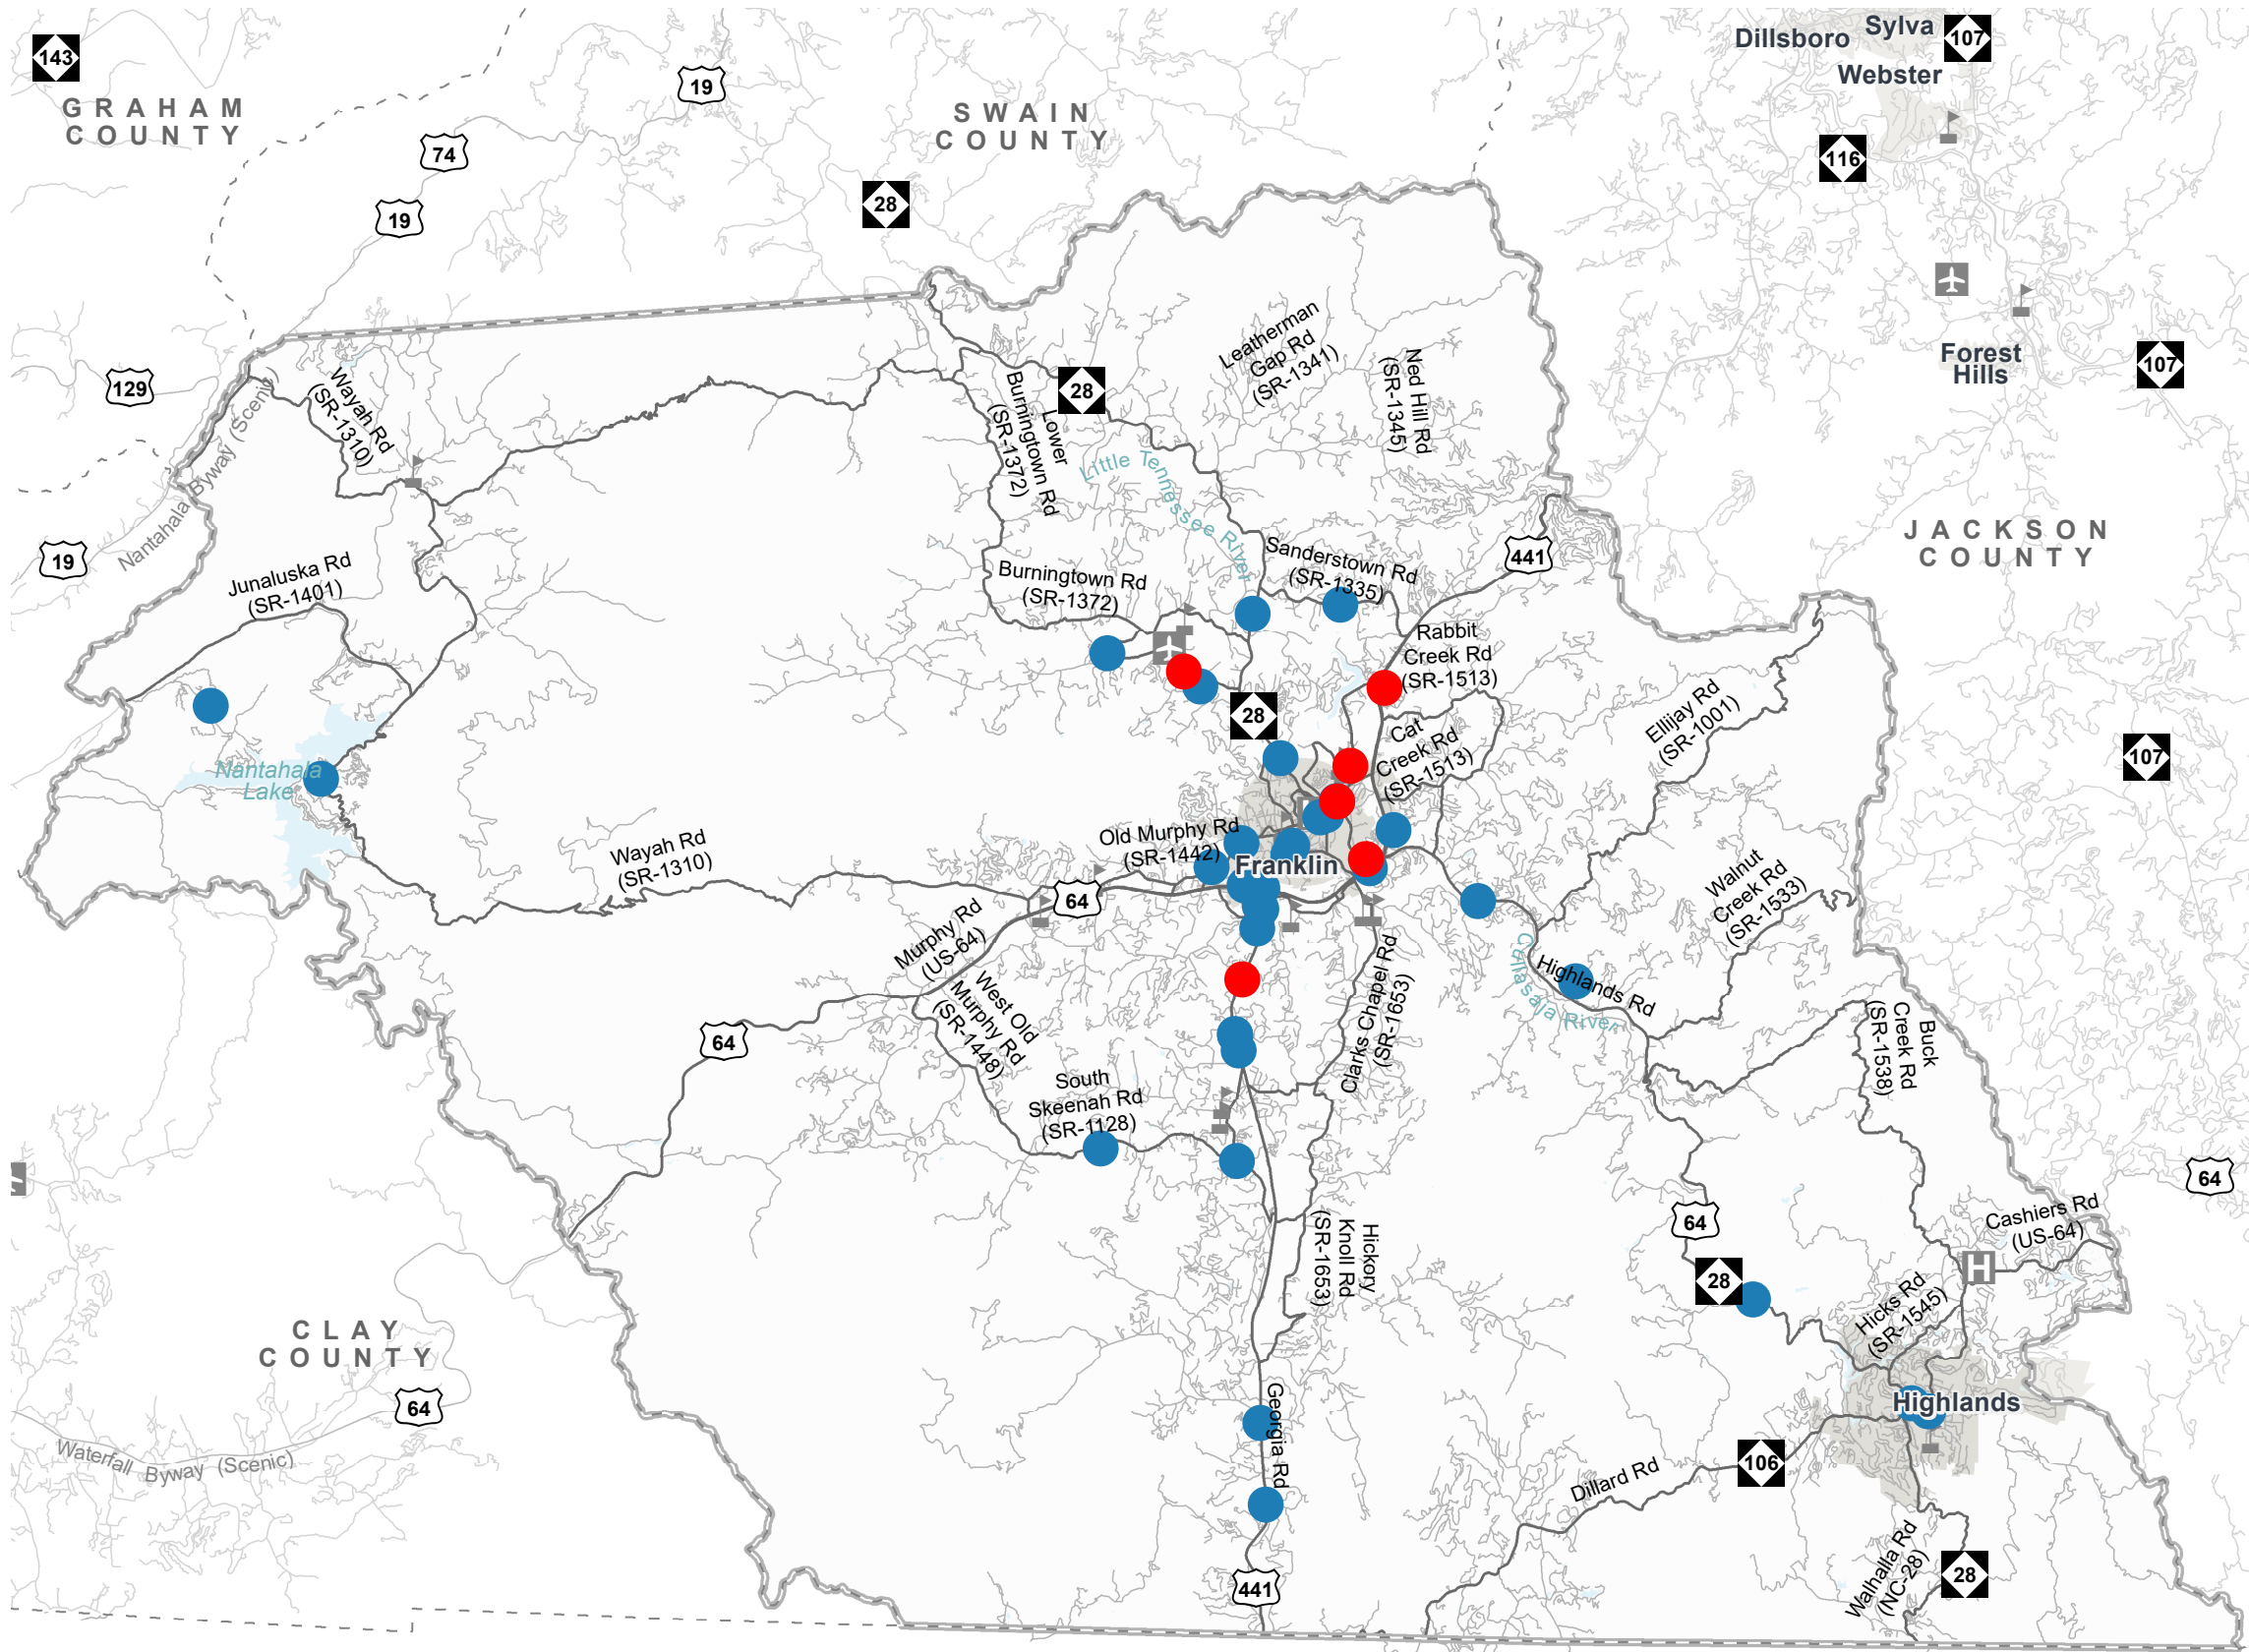 143
GRAHAM
COUNTY
19
74
19
SWAIN
COUNTY
28
Dillsboro
Sylva
107
Webster
116
Forest
Hills
107
129
Nantahala Byway (Scenic)
19
Wayah Rd
(SR-1310)
Junaluska Rd
(SR-1401)
Nantahala
Lake
Lower
Burningtown Rd
(SR-1372)
28
Leatherman
Gap Rd
(SR-1341)
Ned Hill Rd
(SR-1345)
Little Tennessee River
Burningtown Rd
(SR-1372)
Sanderstown Rd
(SR-1335)
441
JACKSON
COUNTY
Rabbit
Creek Rd
(SR-1513)
28
Cat
Creek Rd
(SR-1513)
Ellijay Rd
(SR-1001)
107
Wayah Rd
(SR-1310)
Old Murphy Rd
(SR-1442)
Franklin
64
Walnut
Creek Rd
(SR-1533)
Murphy Rd
(US-64)
West Old
Murphy Rd
(SR-1448)
64
Clarks Chapel Rd
(SR-1653)
Cullasaja River
Highlands Rd
Buck
Creek Rd
(SR-1538)
South
Skeenah Rd
(SR-1128)
Hickory
Knoll Rd
(SR-1653)
64
64
Cashiers Rd
(US-64)
H
28
Hicks Rd
(SR-1545)
CLAY
COUNTY
64
Waterfall Byway (Scenic)
Georgia Rd
Highlands
106
Dillard Rd
Walhalla Rd
(NC-28)
28
441